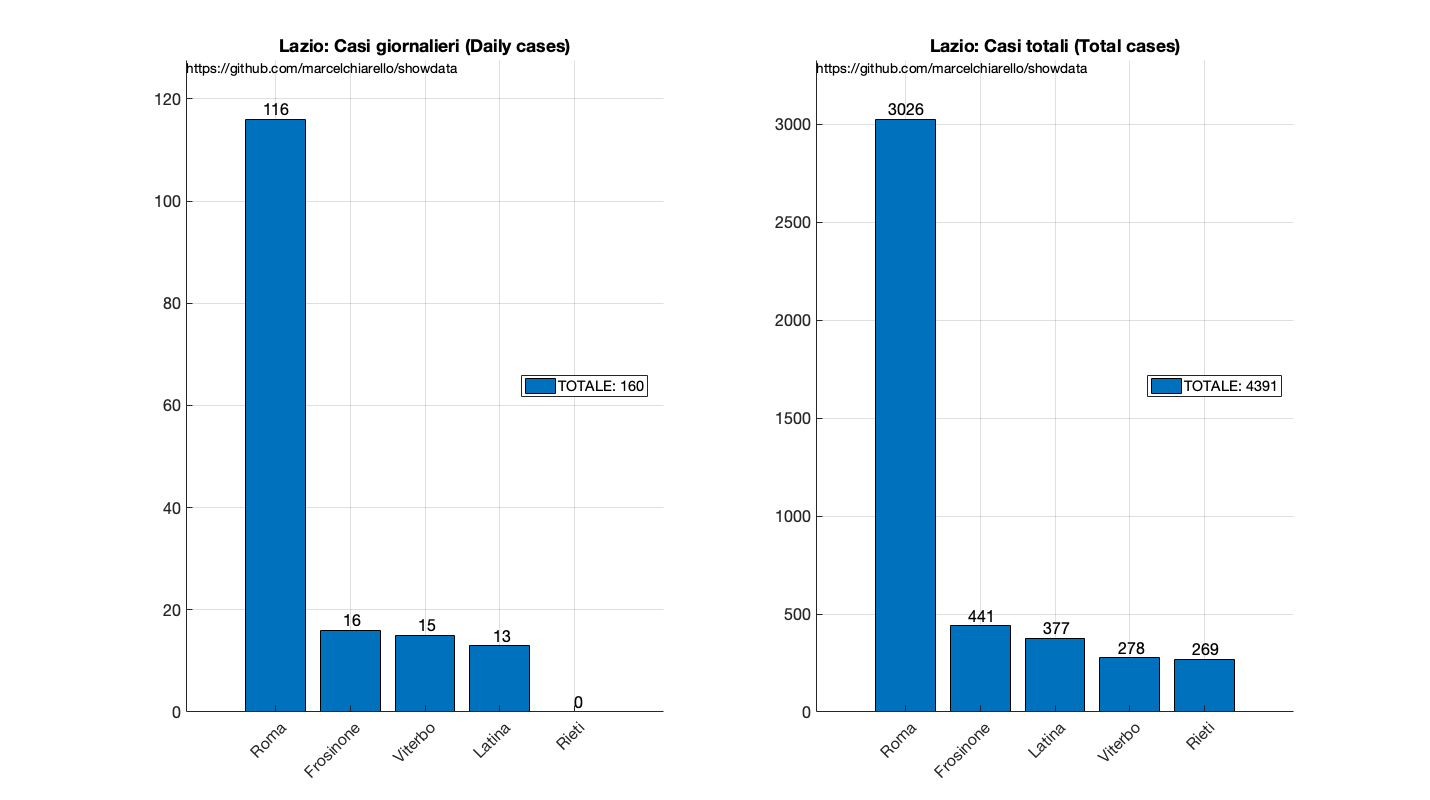 Lazio: Casi giornalieri (Daily cases)
https://github.com/marcelchiarello/showdata
120
100
80
60
40
20
0
116
16
15
13
0
TOTALE: 160
Roma
Frosinone
Viterbo
Latina
Rieti
Lazio: Casi totali (Total cases)
https://github.com/marcelchiarello/showdata
3000
2500
2000
1500
1000
500
0
3026
441
377
278
269
TOTALE: 4391
Roma
Frosinone
Latina
Viterbo
Rieti